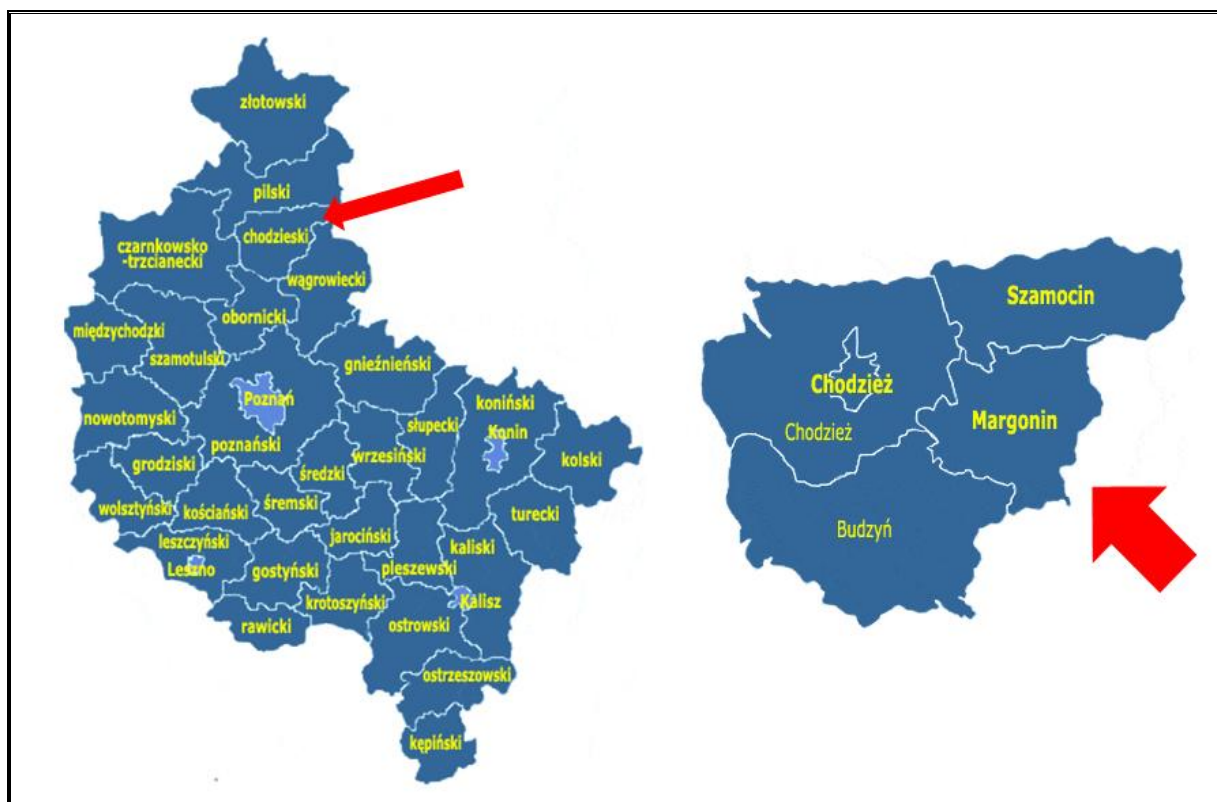 złotowski
pilski
chodzieski
czarnkowsko
-trzcianecki
wągrowiecki
obornicki
międzychodzki
szamotulski
gnieźnieński
Poznań
nowotomyski
koniński
słupecki
Konin
poznański
wrzesiński
grodziski
średzki
kolski
wolsztyński
kościański
śremski
turecki
jarociński
leszczyński
kaliski
Leszno
gostyński
pleszewski
krotoszyński
Kalisz
rawicki
ostrowski
ostrzeszowski
kępiński
Szamocin
Chodzież
Margonin
Chodzież
Budzyń